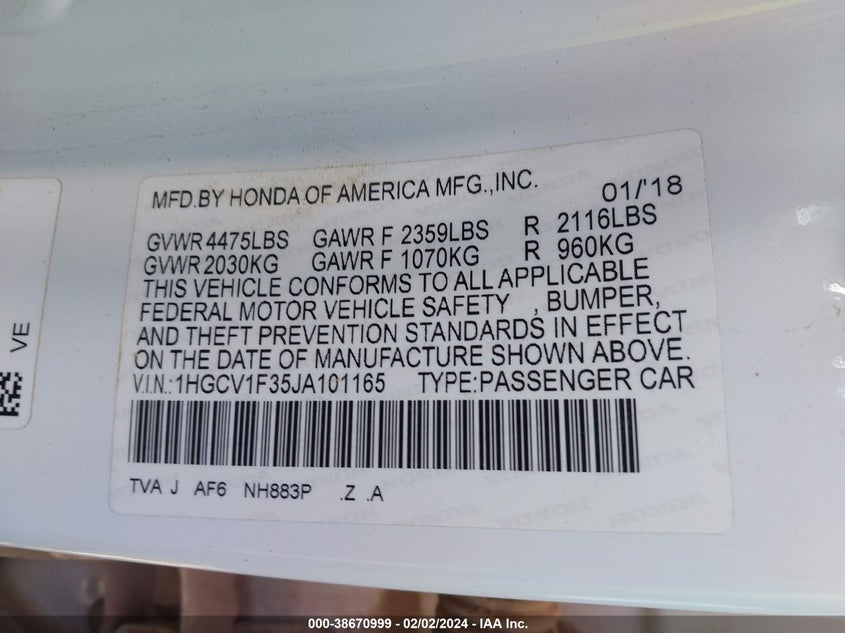 MFD.BY HONDA OF AMERICA MFG.,INC. 01/'18
GVWR 4475LBS GAWR F 2359LBS R 2116LBS
GVWR 2030KG GAWR F 1070KG R 960KG
THIS VEHICLE CONFORMS TO ALL APPLICABLE
FEDERAL MOTOR VEHICLE SAFETY , BUMPER,
AND THEFT PREVENTION STANDARDS IN EFFECT
ON THE DATE OF MANUFACTURE SHOWN ABOVE.
V.I.N.:1HGCV1F35JA101165 TYPE:PASSENGER CAR
TVA J AF6 NH883P .Z .A
VE
000-38670999 — 02/02/2024 — IAA Inc.